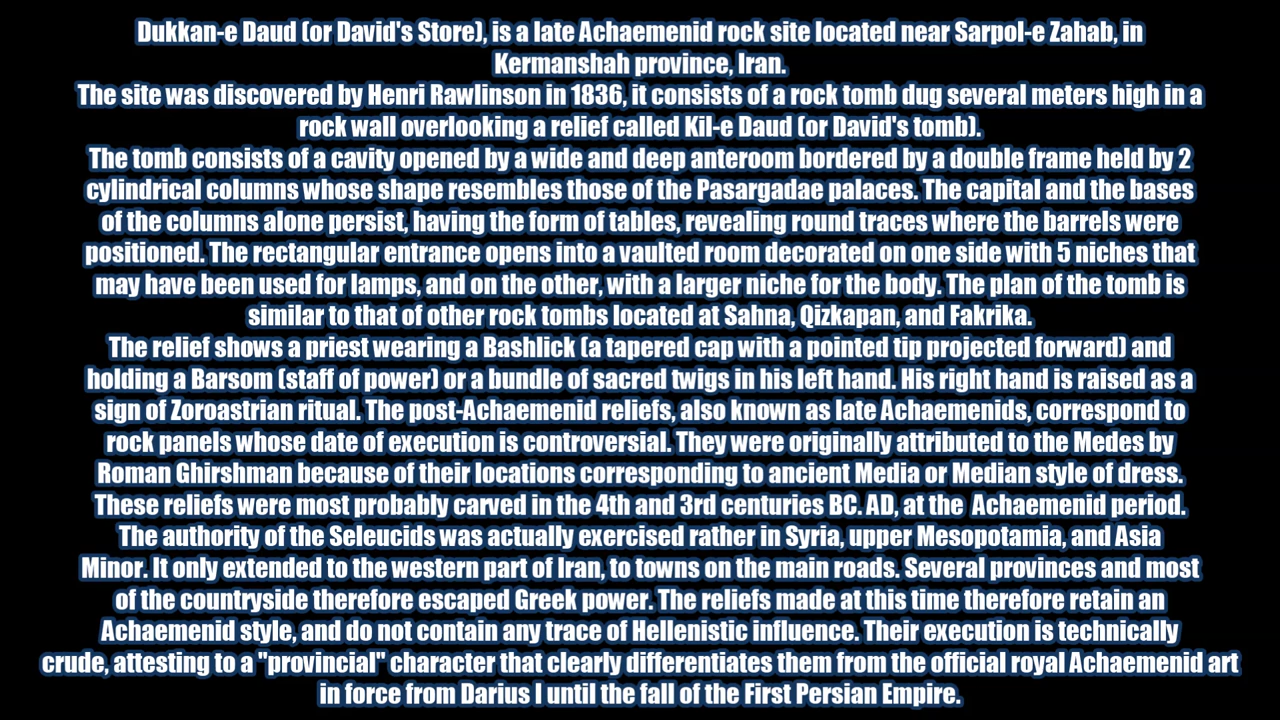 Dukkan-e Daud (or David's Store), is a late Achaemenid rock site located near Sarpol-e Zahab, in
Kermanshah province, Iran.
The site was discovered by Henri Rawlinson in 1836, it consists of a rock tomb dug several meters high in a
rock wall overlooking a relief called Kil-e Daud (or David's tomb).
The tomb consists of a cavity opened by a wide and deep anteroom bordered by a double frame held by 2
cylindrical columns whose shape resembles those of the Pasargadae palaces. The capital and the bases
of the columns alone persist, having the form of tables, revealing round traces where the barrels were
positioned. The rectangular entrance opens into a vaulted room decorated on one side with 5 niches that
may have been used for lamps, and on the other, with a larger niche for the body. The plan of the tomb is
similar to that of other rock tombs located at Sahna, Qizkapan, and Fakrika.
The relief shows a priest wearing a Bashlick (a tapered cap with a pointed tip projected forward) and
holding a Barsom (staff of power) or a bundle of sacred twigs in his left hand. His right hand is raised as a
sign of Zoroastrian ritual. The post-Achaemenid reliefs, also known as late Achaemenids, correspond to
rock panels whose date of execution is controversial. They were originally attributed to the Medes by
Roman Ghirshman because of their locations corresponding to ancient Media or Median style of dress.
These reliefs were most probably carved in the 4th and 3rd centuries BC. AD, at the Achaemenid period.
The authority of the Seleucids was actually exercised rather in Syria, upper Mesopotamia, and Asia
Minor. It only extended to the western part of Iran, to towns on the main roads. Several provinces and most
of the countryside therefore escaped Greek power. The reliefs made at this time therefore retain an
Achaemenid style, and do not contain any trace of Hellenistic influence. Their execution is technically
crude, attesting to a "provincial" character that clearly differentiates them from the official royal Achaemenid art
in force from Darius I until the fall of the First Persian Empire.